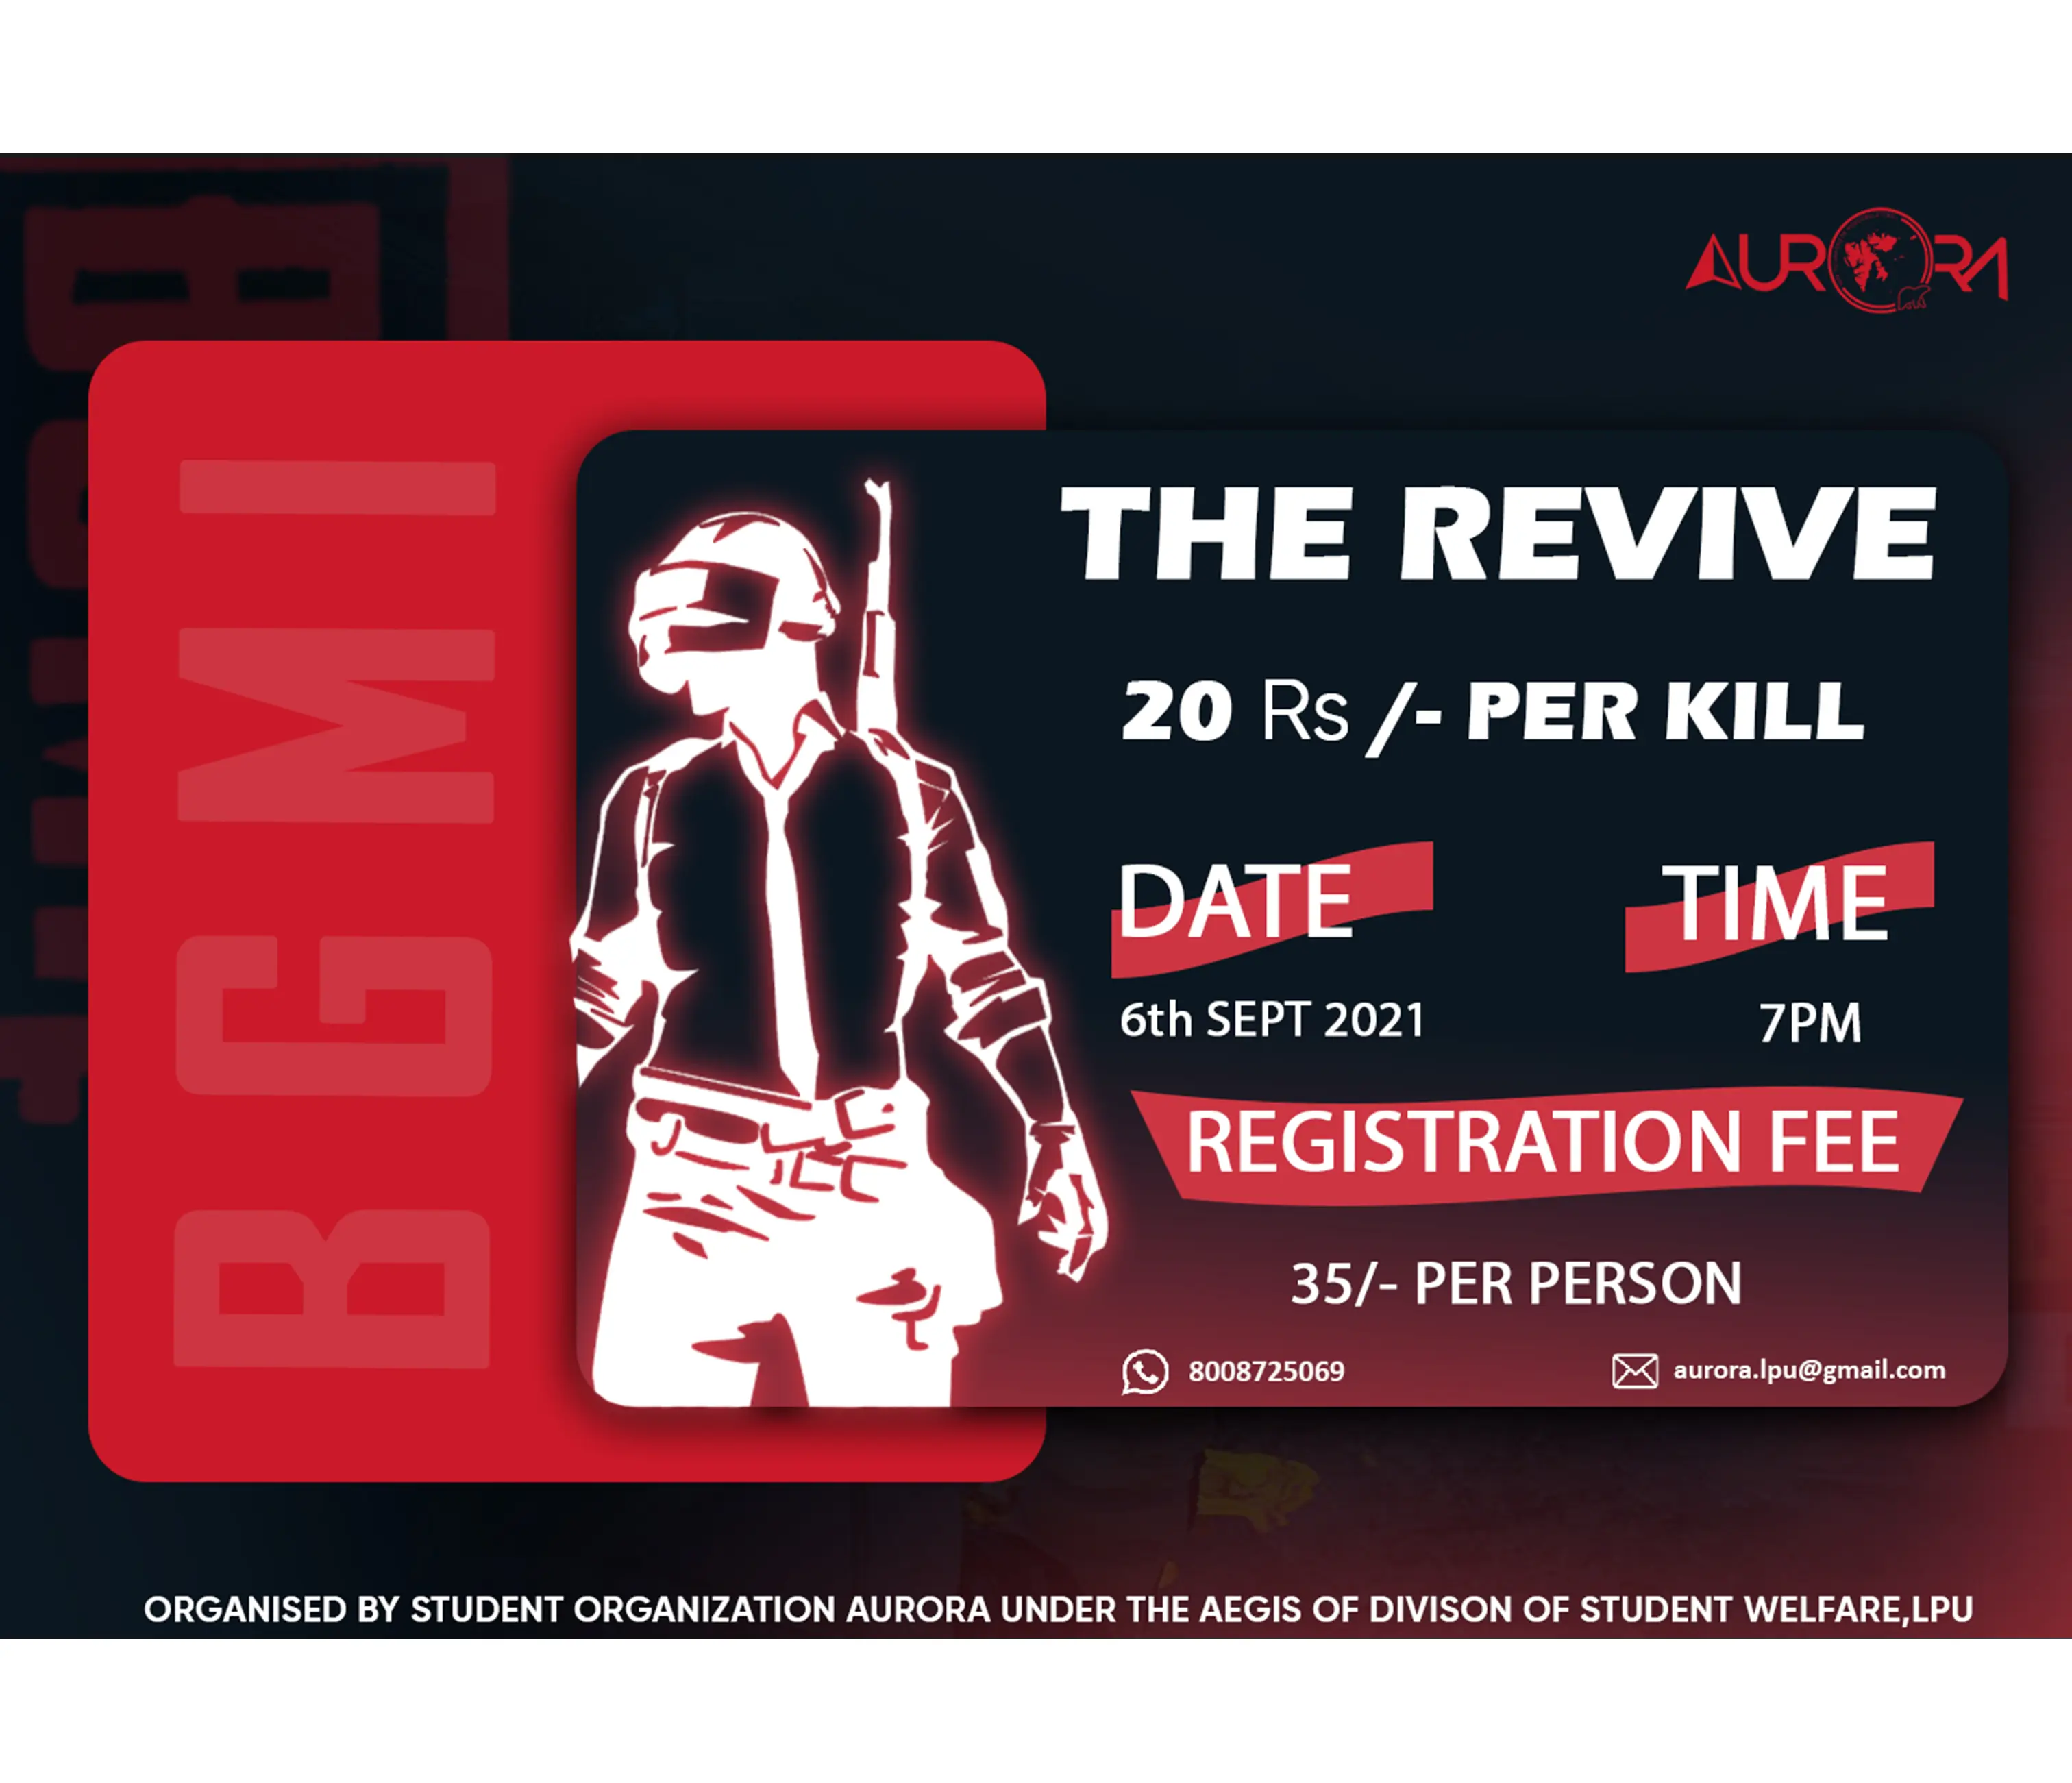 AURORA
BGMI
THE REVIVE
20 Rs /- PER KILL
DATE
TIME
6th SEPT 2021
7PM
REGISTRATION FEE
35/- PER PERSON
8008725069
aurora.lpu@gmail.com
ORGANISED BY STUDENT ORGANIZATION AURORA UNDER THE AEGIS OF DIVISON OF STUDENT WELFARE,LPU